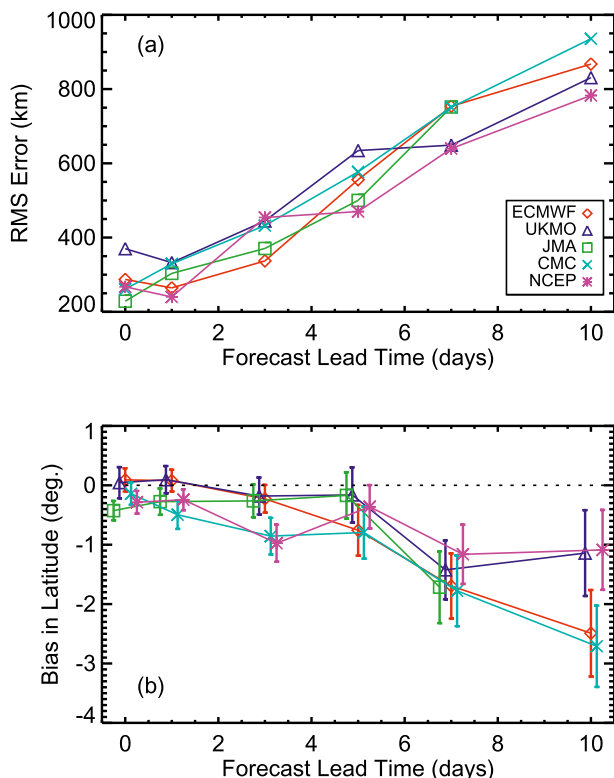 1000
(a)
800
600
400
200
RMS Error (km)
ECMWF
UKMO
JMA
CMC
NCEP
0 2 4 6 8 10
Forecast Lead Time (days)
1
0
-1
-2
-3
-4
Bias in Latitude (deg.)
(b)
0 2 4 6 8 10
Forecast Lead Time (days)